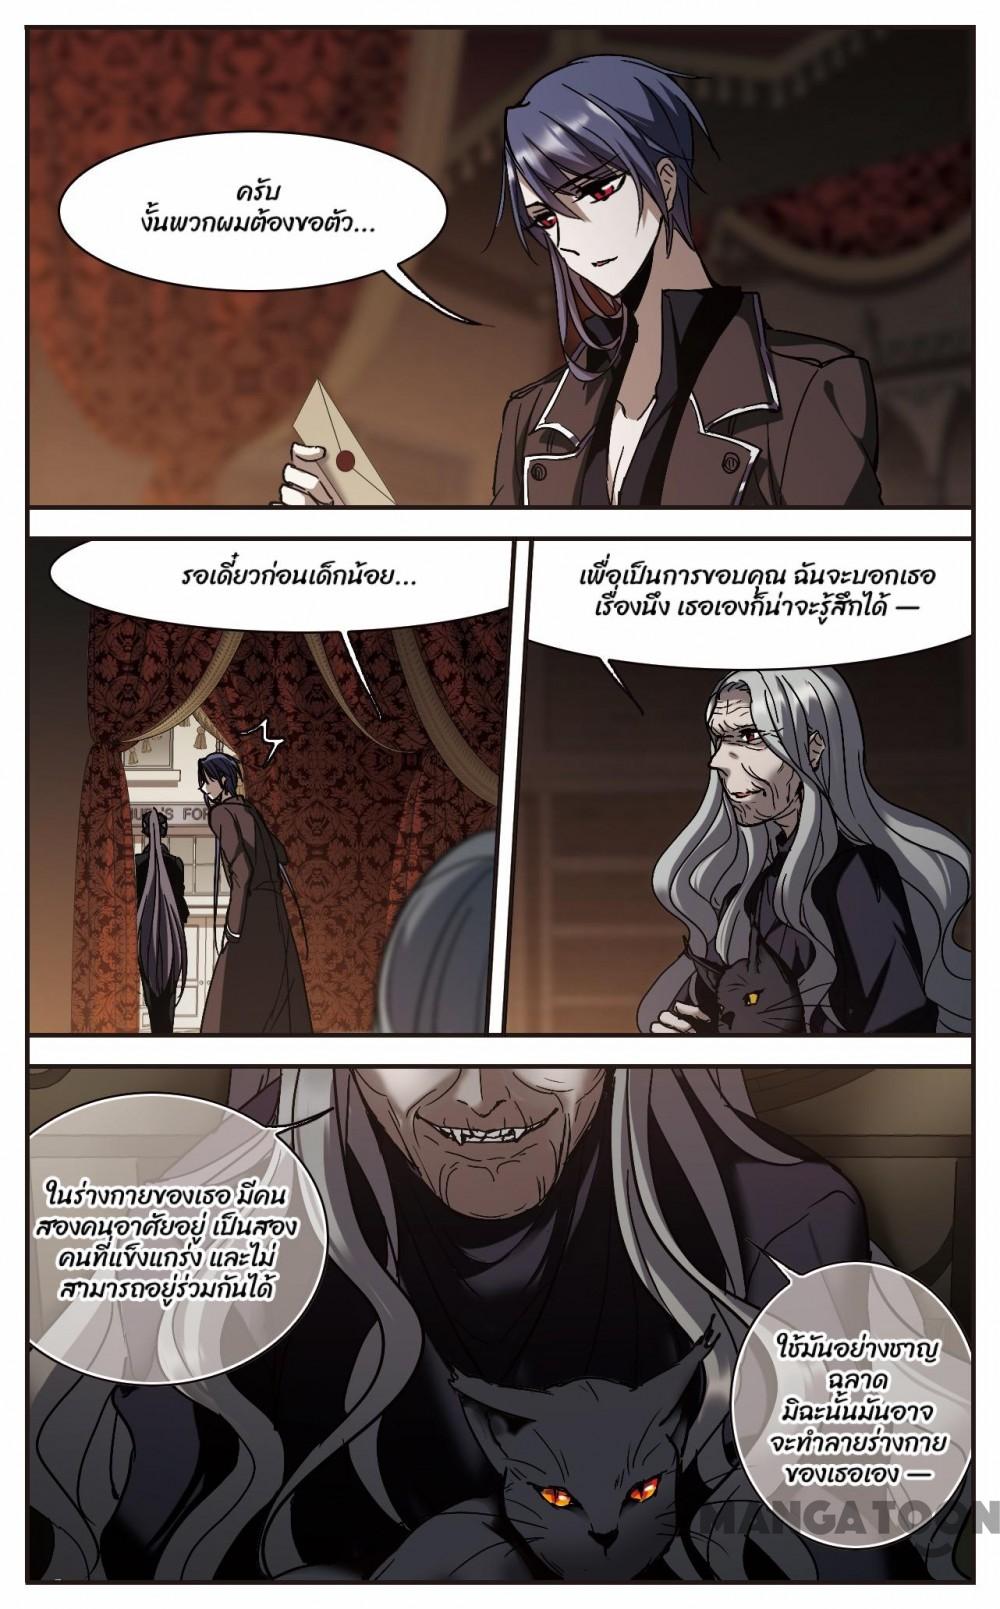 ครับ
งั้นพวกผมต้องขอตัว...
รอเดี๋ยวก่อนเด็กน้อย...
เพื่อเป็นการขอบคุณ ฉันจะบอกเธอ
เรื่องนึง เธอเองก็น่าจะรู้สึกได้ —
'S FOR
ในร่างกายของเธอ มีคน
สองคนอาศัยอยู่ เป็นสอง
คนที่แข็งแกร่ง และไม่
สามารถอยู่ร่วมกันได้
ใช้มันอย่างชาญ
ฉลาด
มิฉะนั้นมันอาจ
จะทำลายร่างกาย
ของเธอเอง —
MANGATOON